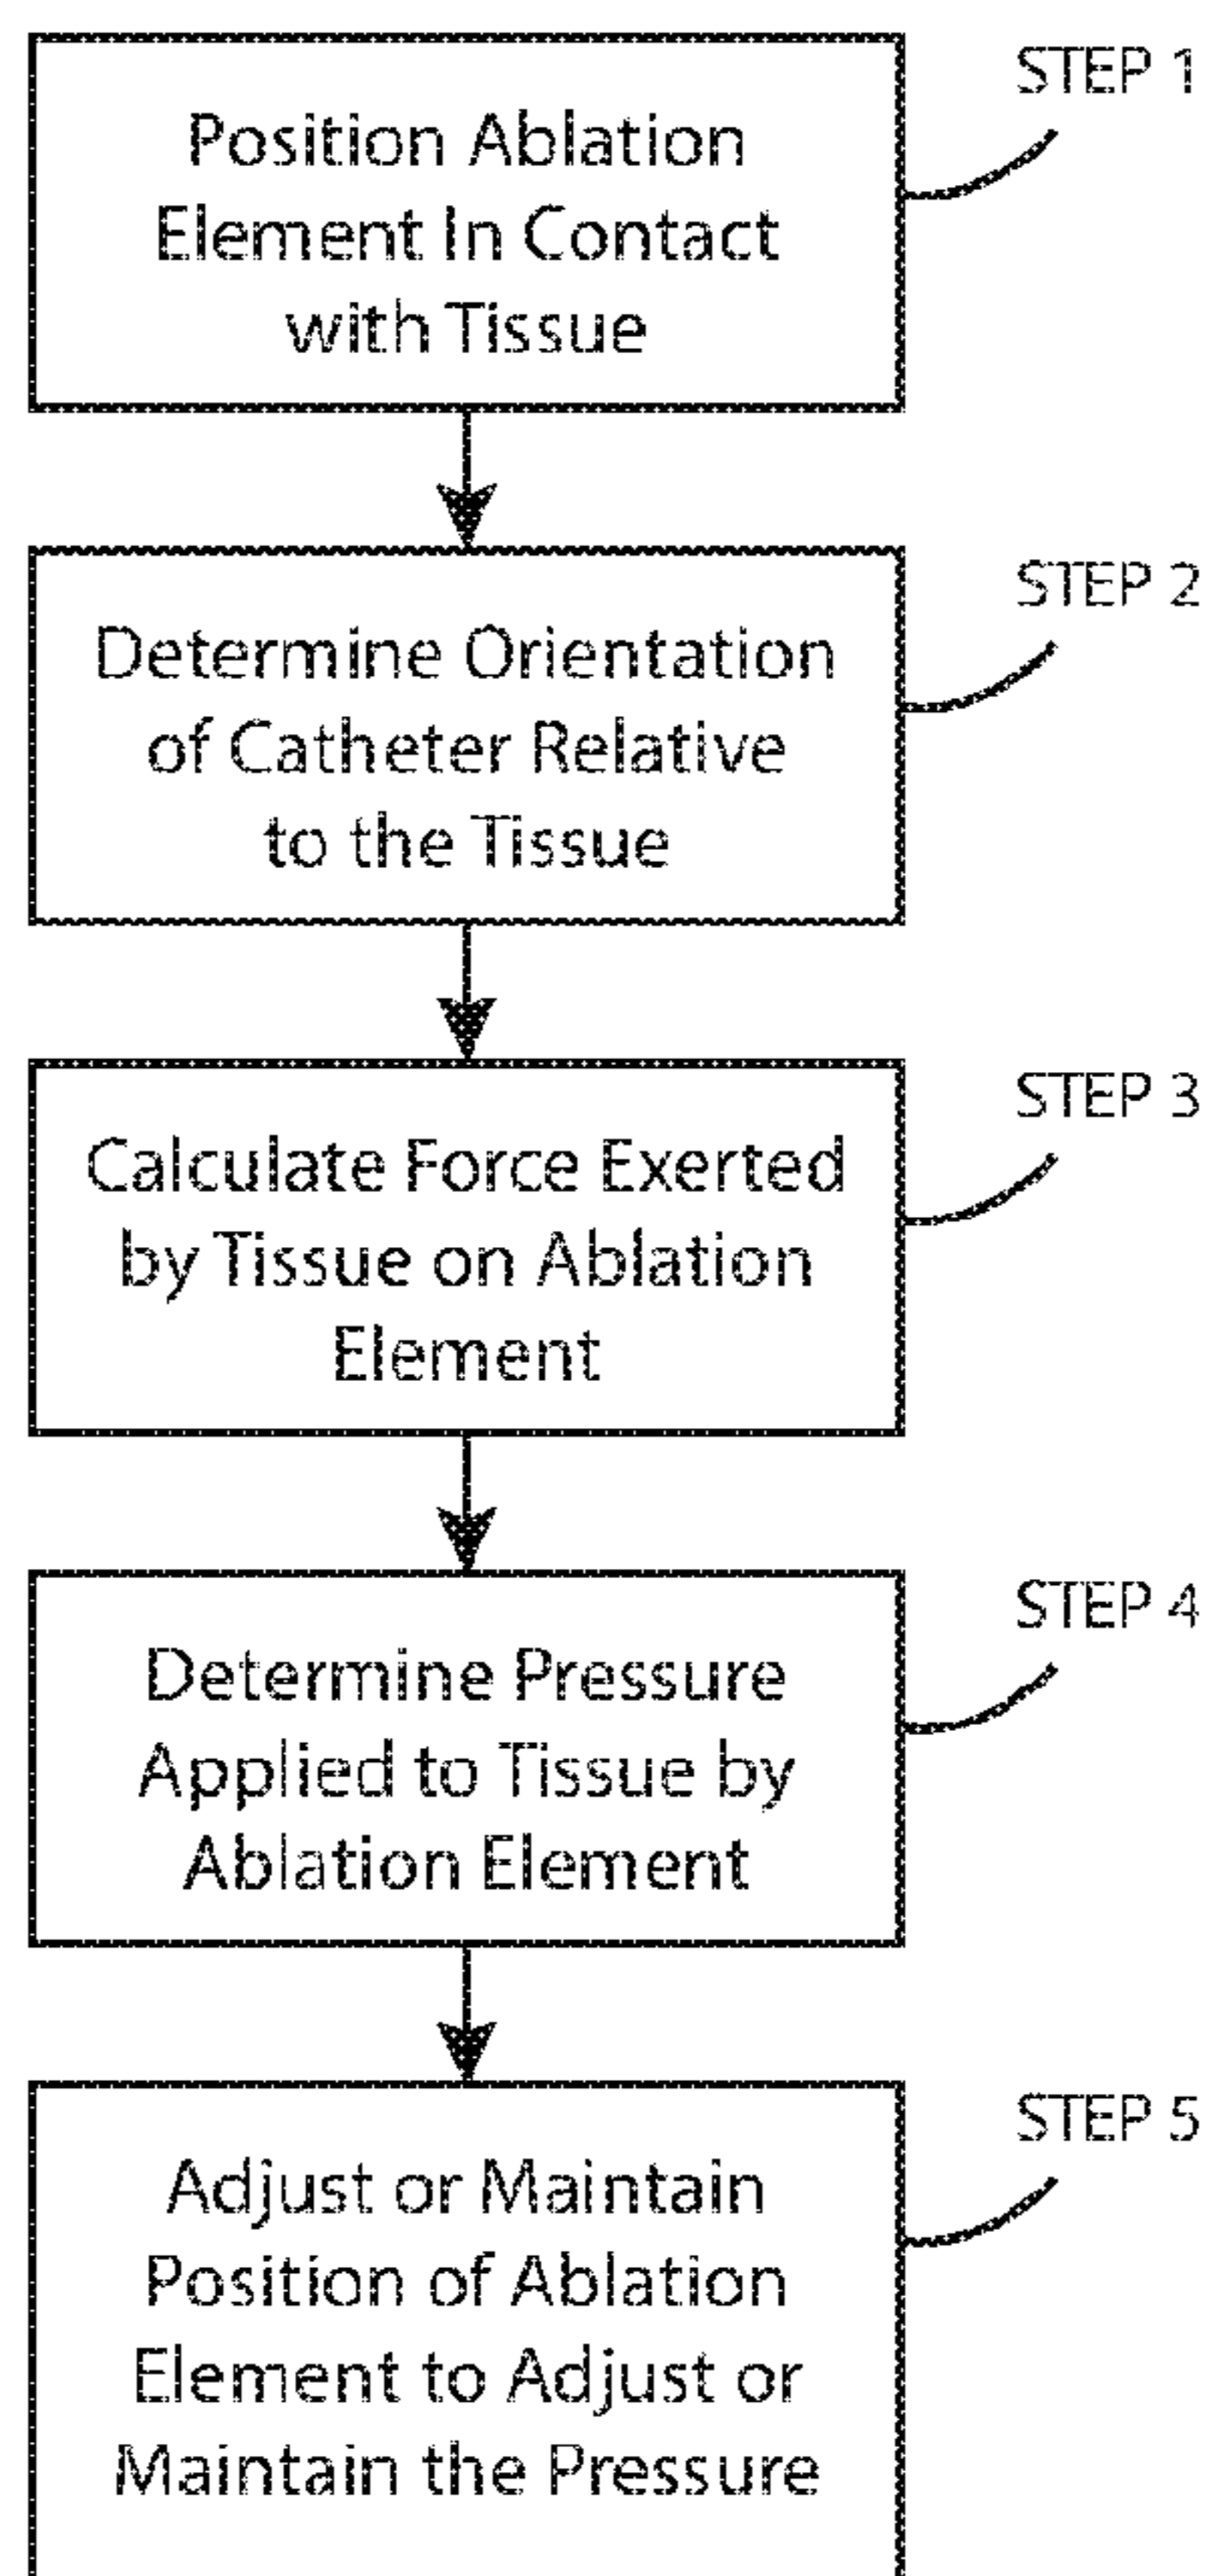 STEP 1
Position Ablation
Element In Contact
with Tissue
STEP 2
Determine Orientation
of Catheter Relative
to the Tissue
STEP 3
Calculate Force Exerted
by Tissue on Ablation
Element
STEP 4
Determine Pressure
Applied to Tissue by
Ablation Element
STEP 5
Adjust or Maintain
Position of Ablation
Element to Adjust or
Maintain the Pressure